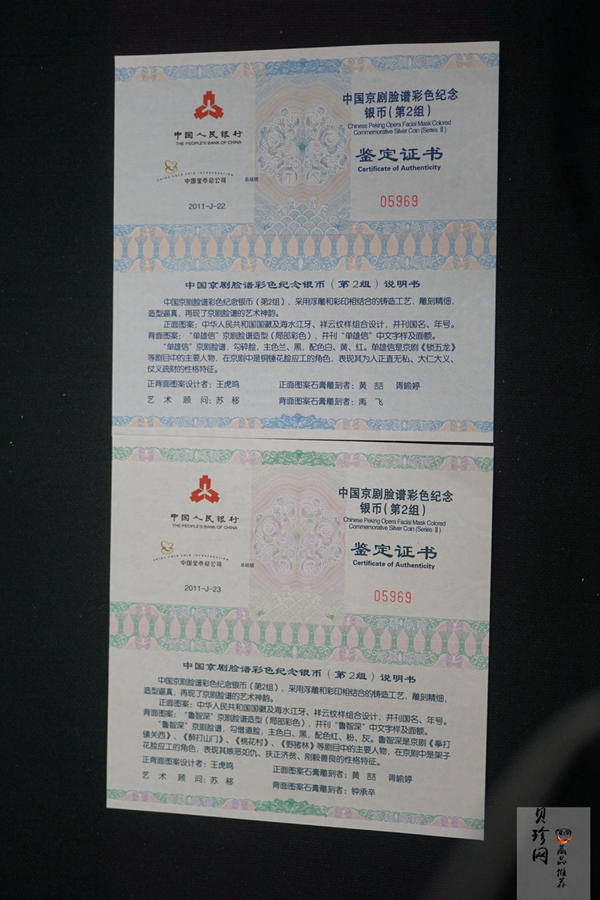 中国人民银行
THE PEOPLE'S BANK OF CHINA
CHINA GOLD COIN INCORPORATION
中国金币总公司
总经销
2011-J-22
中国京剧脸谱彩色纪念
银币(第2组)
Chinese Peking Opera Facial Mask Colored
Commemorative Silver Coin (Series Ⅱ)
鉴定证书
Certificate of Authenticity
05969
中国京剧脸谱彩色纪念银币(第2组)说明书
中国京剧脸谱彩色纪念银币(第2组),采用浮雕和彩印相结合的铸造工艺,雕刻精细,
造型逼真,再现了京剧脸谱的艺术神韵。
正面图案:中华人民共和国国徽及海水江牙、祥云纹样组合设计,并刊国名、年号。
背面图案:“单雄信”京剧脸谱造型(局部彩色),并刊“单雄信”中文字样及面额。
“单雄信”京剧脸谱,勾碎脸,主色兰、黑,配色白、黄、红。单雄信是京剧《锁五龙》
等剧目中的主要人物,在京剧中是铜锤花脸应工的角色,表现其为人正直无私、大仁大义、
仗义疏财的性格特征。
正背面图案设计者:王虎鸣 正面图案石膏雕刻者:黄喆 胥瑜婷
艺术顾问:苏移 背面图案石膏雕刻者:禹飞
中国人民银行
THE PEOPLE'S BANK OF CHINA
CHINA GOLD COIN INCORPORATION
中国金币总公司
总经销
2011-J-23
中国京剧脸谱彩色纪念
银币(第2组)
Chinese Peking Opera Facial Mask Colored
Commemorative Silver Coin (Series Ⅱ)
鉴定证书
Certificate of Authenticity
05969
中国京剧脸谱彩色纪念银币(第2组)说明书
中国京剧脸谱彩色纪念银币(第2组),采用浮雕和彩印相结合的铸造工艺,雕刻精细,
造型逼真,再现了京剧脸谱的艺术神韵。
正面图案:中华人民共和国国徽及海水江牙、祥云纹样组合设计,并刊国名、年号。
背面图案:“鲁智深”京剧脸谱造型(局部彩色),并刊“鲁智深”中文字样及面额。
“鲁智深”京剧脸谱,勾僧道脸,主色白、黑,配色红、粉、灰。鲁智深是京剧《拳打
镇关西》、《醉打山门》、《桃花村》、《野猪林》等剧目中的主要人物,在京剧中是架子
花脸应工的角色,表现其嫉恶如仇、扶正济贫、刚毅善良的性格特征。
正背面图案设计者:王虎鸣 正面图案石膏雕刻者:黄喆 胥瑜婷
艺术顾问:苏移 背面图案石膏雕刻者:钟承辛
贝珍网
藏品推荐